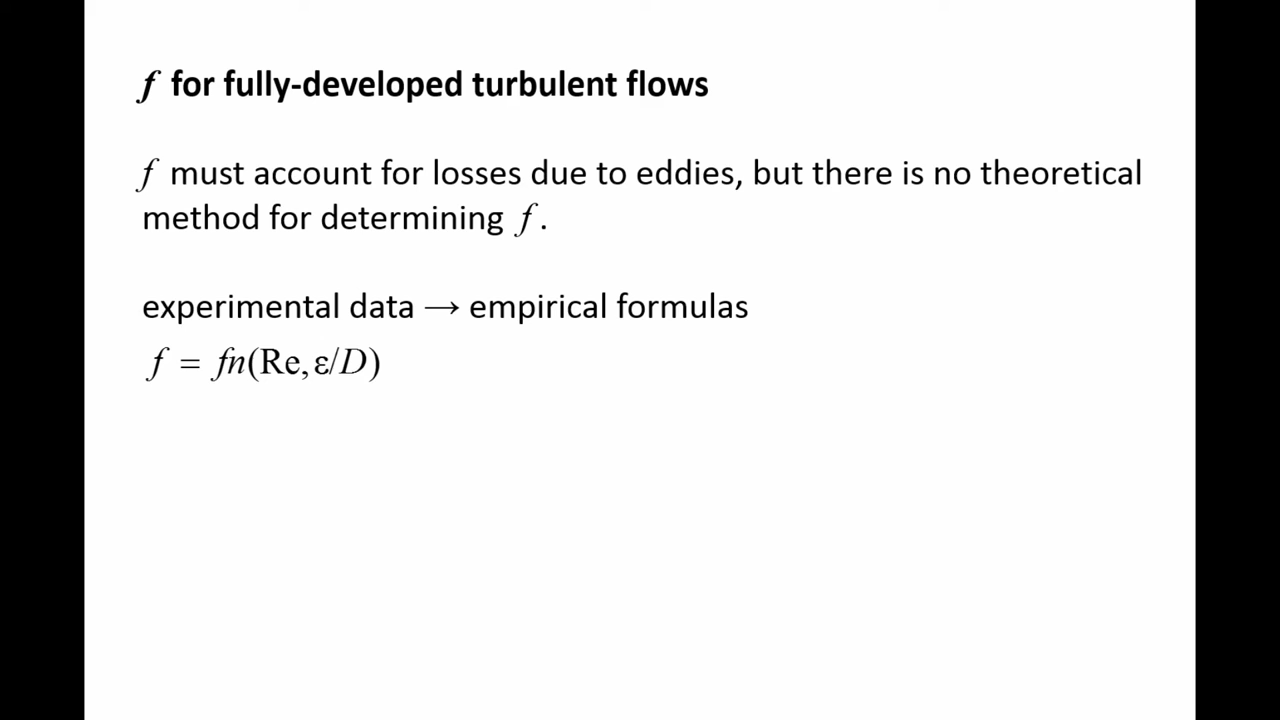 f for fully-developed turbulent flows
f must account for losses due to eddies, but there is no theoretical
method for determining f.
experimental data → empirical formulas
f = fn(Re, ε/D)